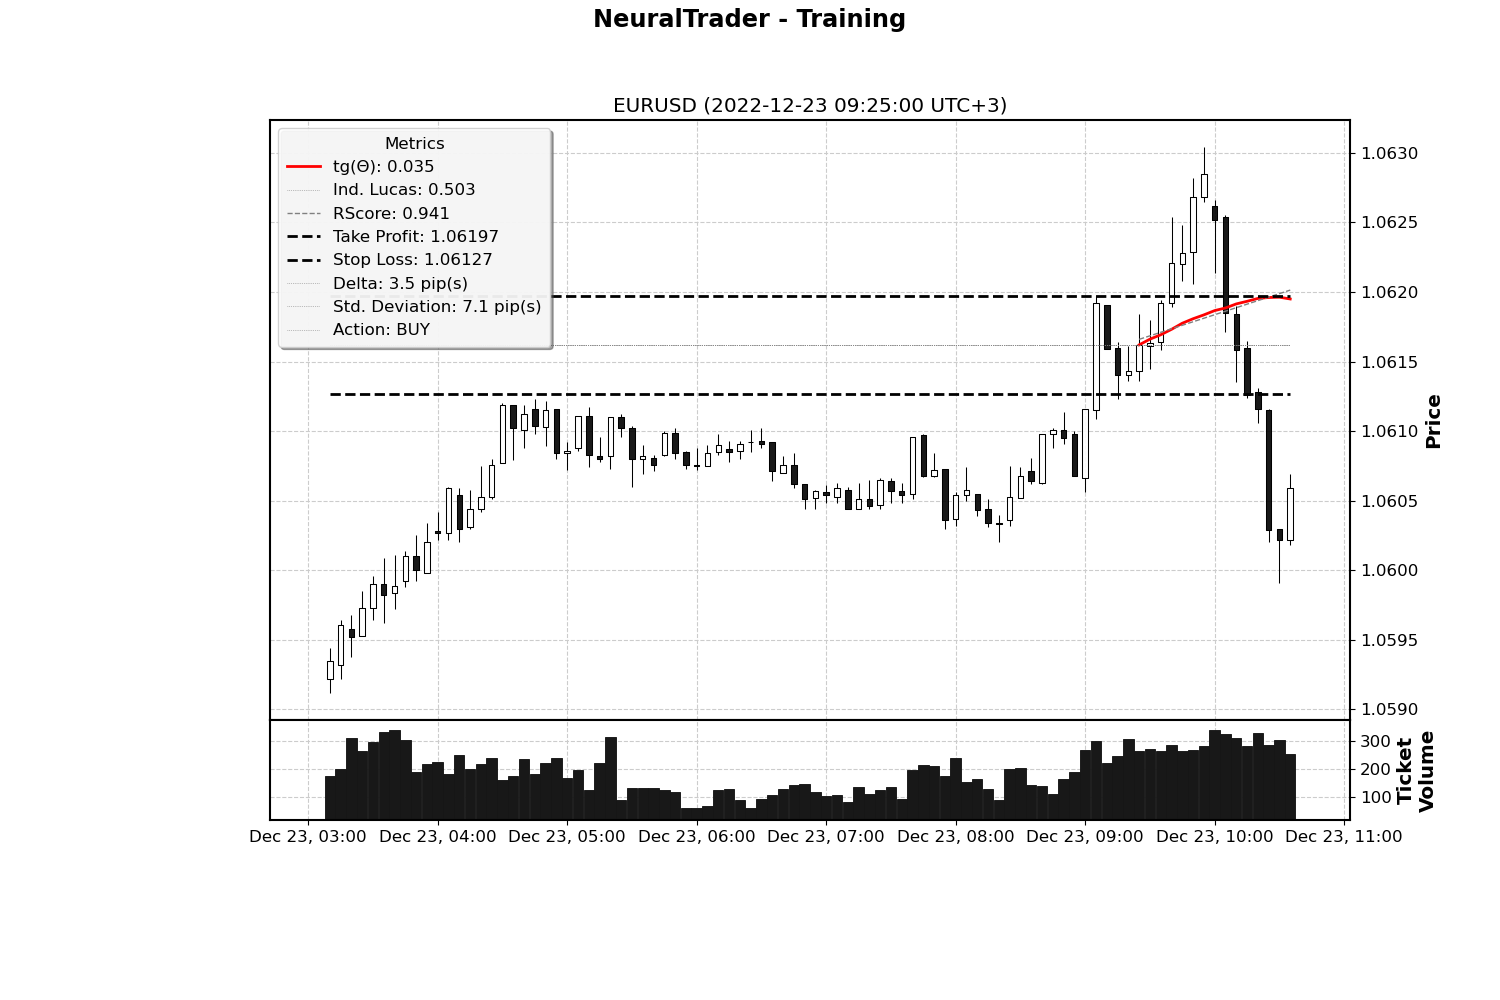 NeuralTrader - Training
EURUSD (2022-12-23 09:25:00 UTC+3)
Metrics
tg(Θ): 0.035
Ind. Lucas: 0.503
RScore: 0.941
Take Profit: 1.06197
Stop Loss: 1.06127
Delta: 3.5 pip(s)
Std. Deviation: 7.1 pip(s)
Action: BUY
1.0630
1.0625
1.0620
1.0615
1.0610
1.0605
1.0600
1.0595
1.0590
Price
300
200
100
Ticket
Volume
Dec 23, 03:00
Dec 23, 04:00
Dec 23, 05:00
Dec 23, 06:00
Dec 23, 07:00
Dec 23, 08:00
Dec 23, 09:00
Dec 23, 10:00
Dec 23, 11:00